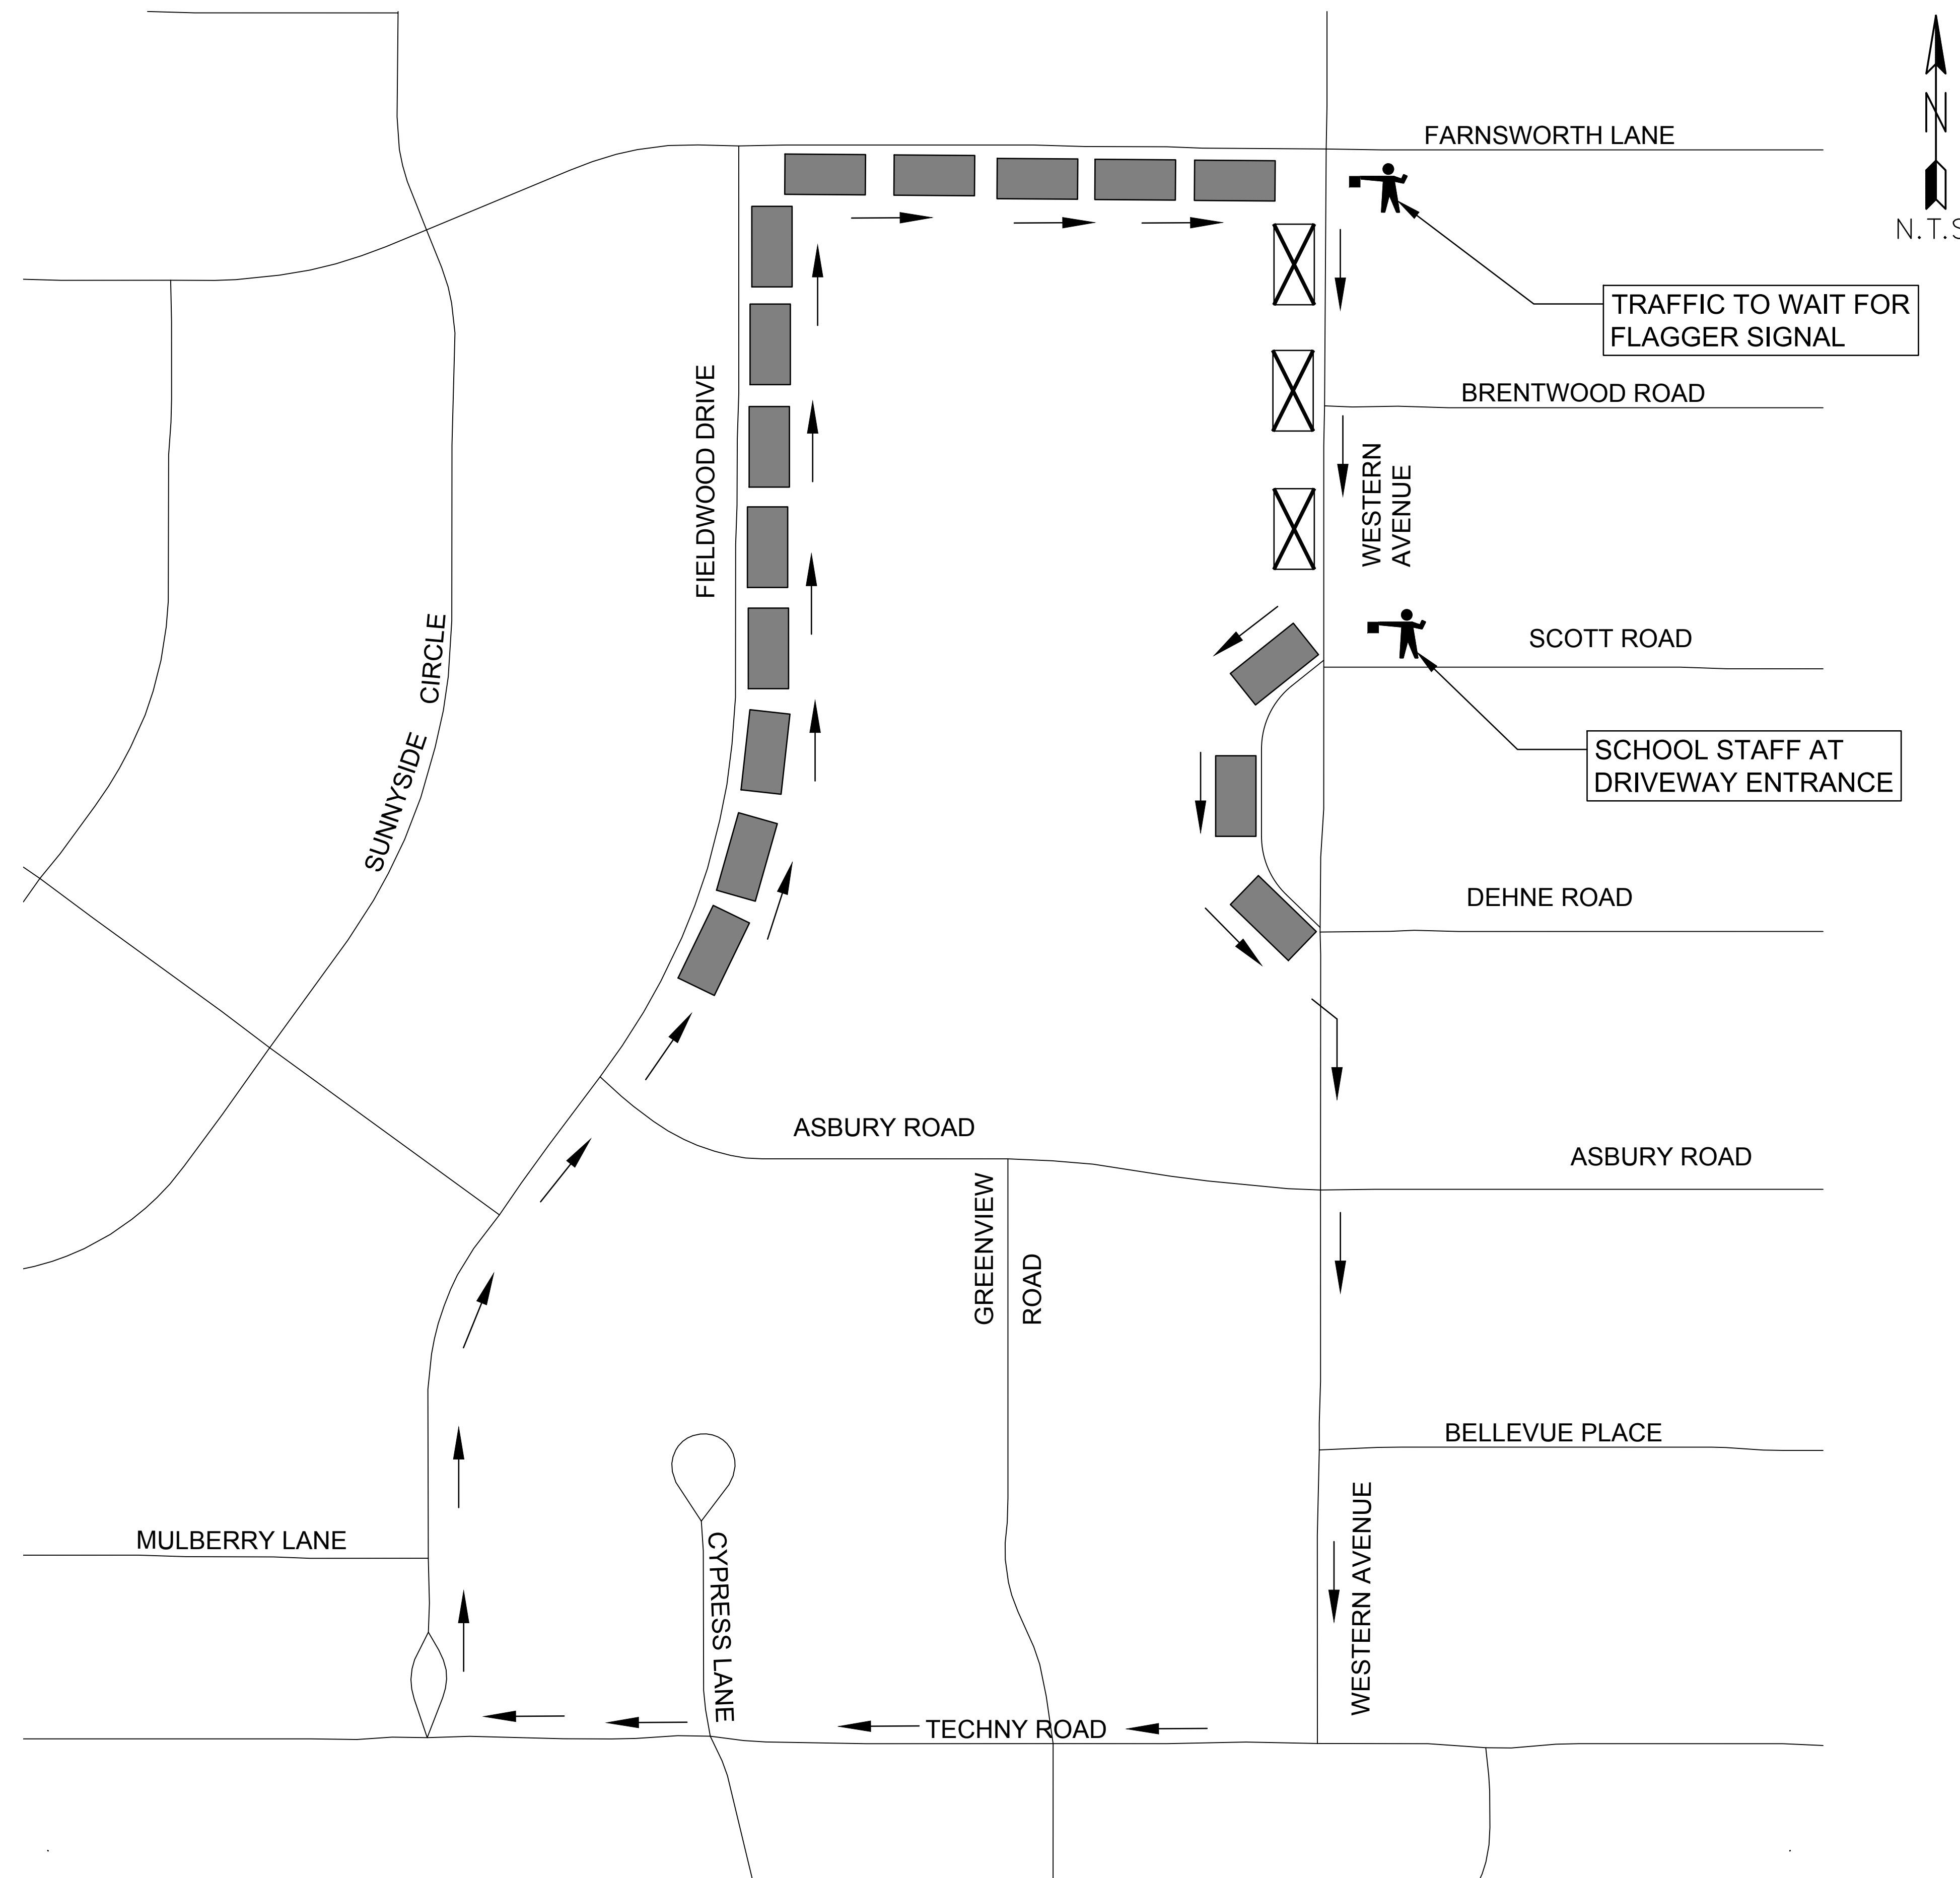 FARNSWORTH LANE
N
N.T.S
TRAFFIC TO WAIT FOR
FLAGGER SIGNAL
BRENTWOOD ROAD
FIELDWOOD DRIVE
WESTERN
AVENUE
SCOTT ROAD
SUNNYSIDE CIRCLE
SCHOOL STAFF AT
DRIVEWAY ENTRANCE
DEHNE ROAD
ASBURY ROAD
ASBURY ROAD
GREENVIEW
ROAD
BELLEVUE PLACE
MULBERRY LANE
CYPRESS LANE
WESTERN AVENUE
TECHNY ROAD